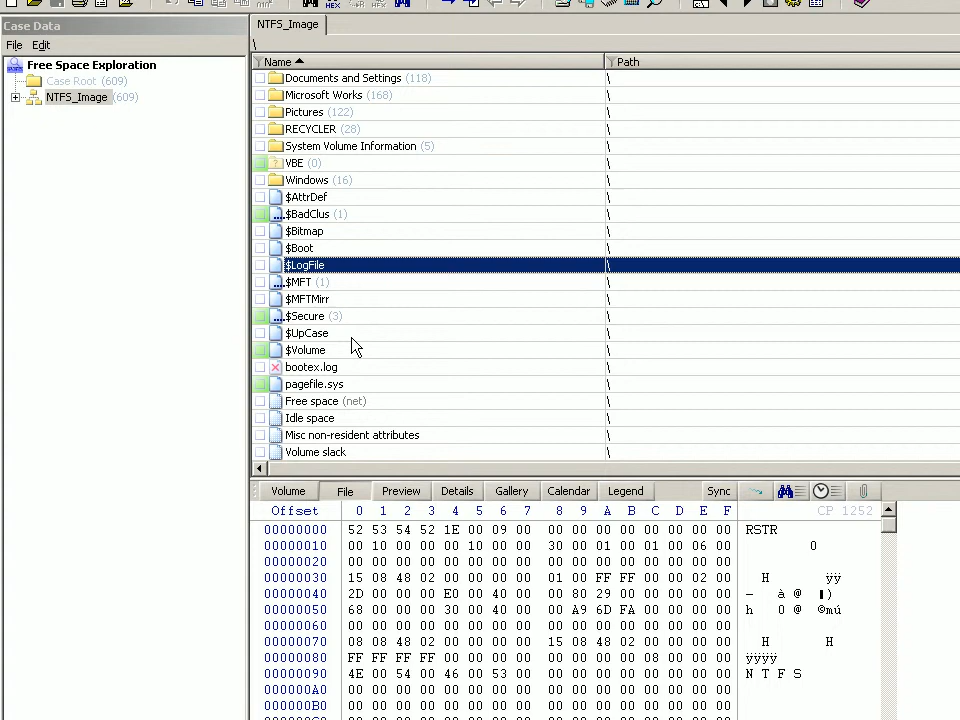 Case Data
File Edit
Free Space Exploration
Case Root (609)
NTFS_Image (609)
NTFS_Image
\
Name Path
Documents and Settings (118) \
Microsoft Works (168) \
Pictures (122) \
RECYCLER (28) \
System Volume Information (5) \
VBE (0) \
Windows (16) \
$AttrDef \
$BadClus (1) \
$Bitmap \
$Boot \
$LogFile \
$MFT (1) \
$MFTMirr \
$Secure (3) \
$UpCase \
$Volume \
bootex.log \
pagefile.sys \
Free space (net) \
Idle space \
Misc non-resident attributes \
Volume slack \
Volume File Preview Details Gallery Calendar Legend Sync
Offset 0 1 2 3 4 5 6 7 8 9 A B C D E F CP 1252
00000000 52 53 54 52 1E 00 09 00 00 00 00 00 00 00 00 00 RSTR
00000010 00 10 00 00 00 10 00 00 30 00 01 00 01 00 06 00 0
00000020 00 00 00 00 00 00 00 00 00 00 00 00 00 00 00 00
00000030 15 08 48 02 00 00 00 00 01 00 FF FF 00 00 02 00 H ÿÿ
00000040 2D 00 00 00 E0 00 40 00 00 80 29 00 00 00 00 00 – à @ ▮)
00000050 68 00 00 00 30 00 40 00 00 A9 6D FA 00 00 00 00 h 0 @ ©mú
00000060 00 00 00 00 00 00 00 00 00 00 00 00 00 00 00 00
00000070 08 08 48 02 00 00 00 00 15 08 48 02 00 00 00 00 H H
00000080 FF FF FF FF 00 00 00 00 00 00 00 00 08 00 00 00 ÿÿÿÿ
00000090 4E 00 54 00 46 00 53 00 00 00 00 00 00 00 00 00 N T F S
000000A0 00 00 00 00 00 00 00 00 00 00 00 00 00 00 00 00
000000B0 00 00 00 00 00 00 00 00 00 00 00 00 00 00 00 00